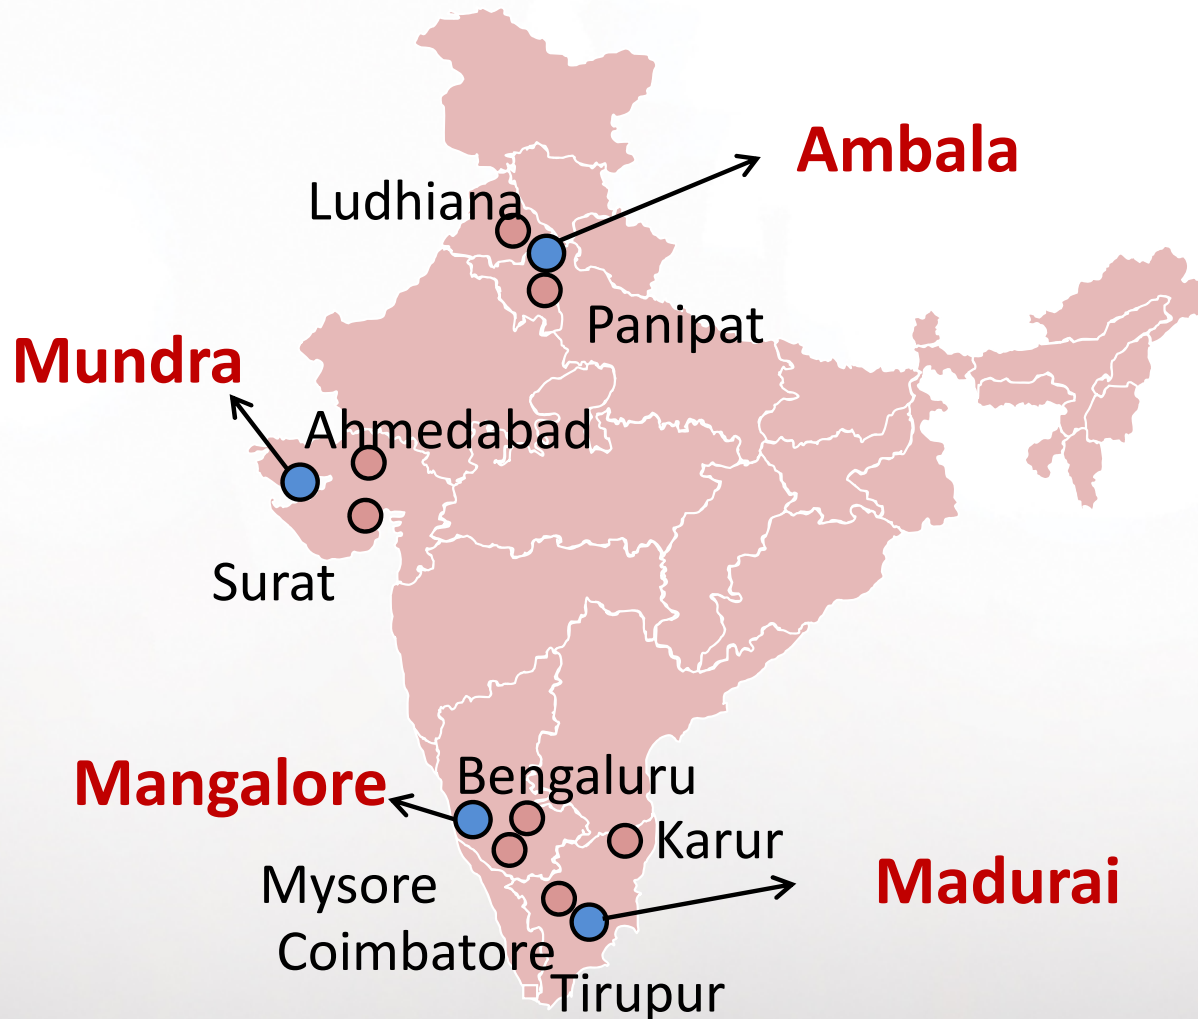 Ambala
Ludhiana
Panipat
Mundra
Ahmedabad
Surat
Bengaluru
Mangalore
Karur
Mysore
Madurai
Coimbatore
Tirupur